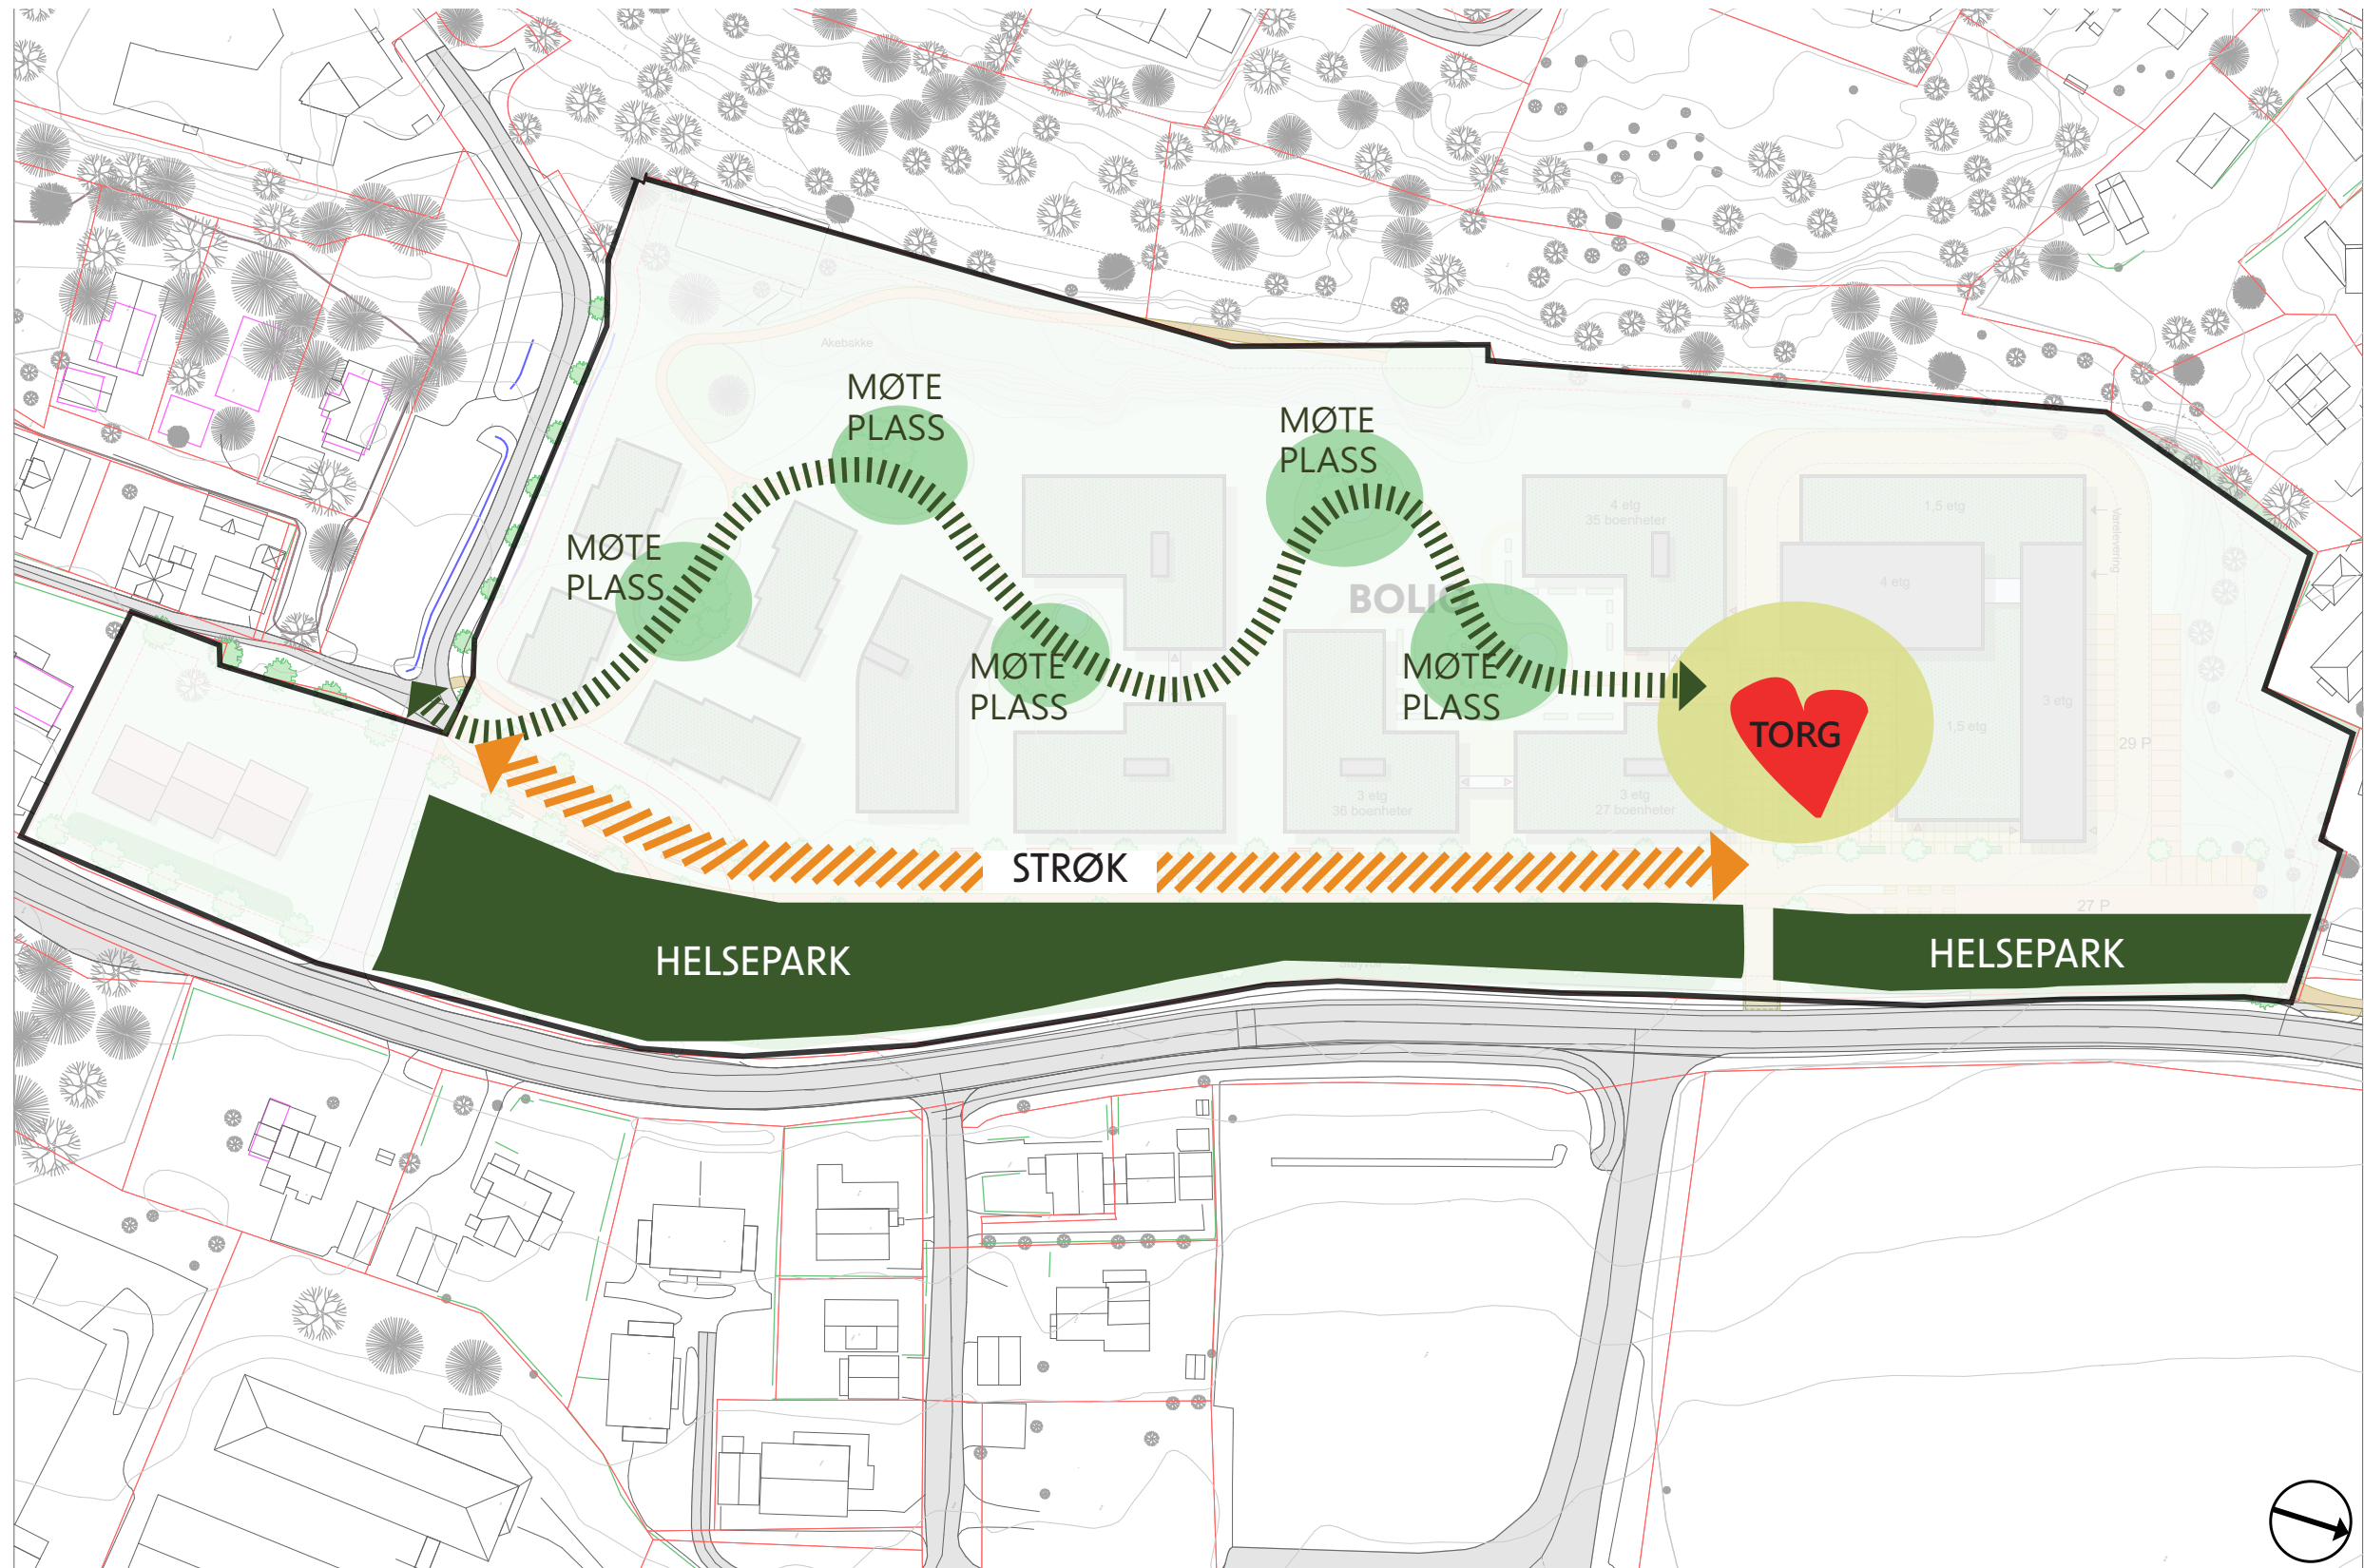 Akebakke
MØTE
PLASS
MØTE
PLASS
4 etg
35 boenheter
1,5 etg
Varelevering
MØTE
PLASS
BOLIG
4 etg
MØTE
PLASS
MØTE
PLASS
3 etg
1,5 etg
TORG
29 P
3 etg
36 boenheter
3 etg
27 boenheter
STRØK
27 P
HELSEPARK
HELSEPARK